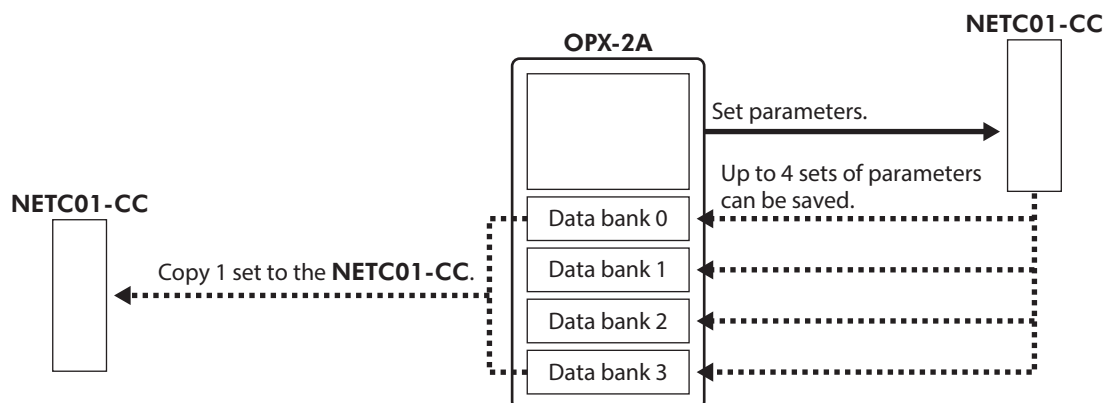 NETC01-CC
OPX-2A
Set parameters.
Up to 4 sets of parameters
can be saved.
NETC01-CC
Data bank 0
Copy 1 set to the NETC01-CC.
Data bank 1
Data bank 2
Data bank 3